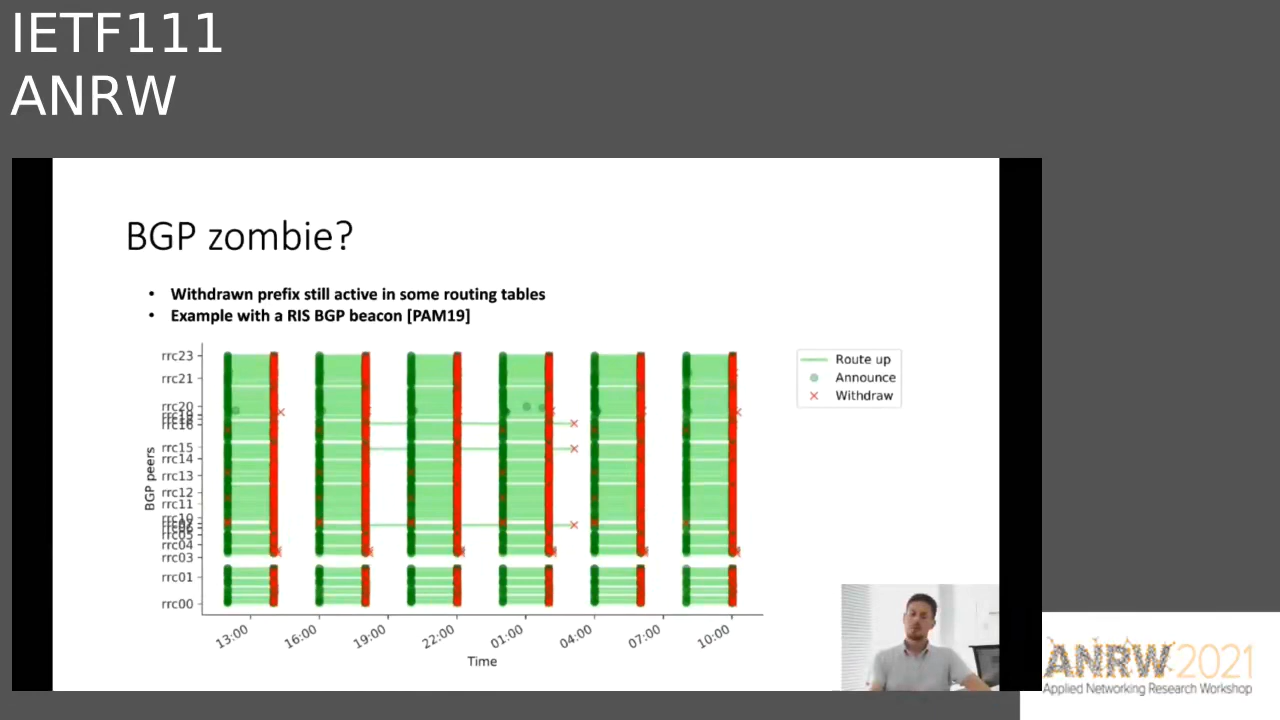 IETF111
ANRW
BGP zombie?
• Withdrawn prefix still active in some routing tables
• Example with a RIS BGP beacon [PAM19]
Route up
Announce
Withdraw
BGP peers
rrc23
rrc21
rrc20
rrc16
rrc15
rrc14
rrc13
rrc12
rrc11
rrc10
rrc05
rrc04
rrc03
rrc01
rrc00
13:00
16:00
19:00
22:00
01:00
04:00
07:00
10:00
Time
ANRW 2021
Applied Networking Research Workshop